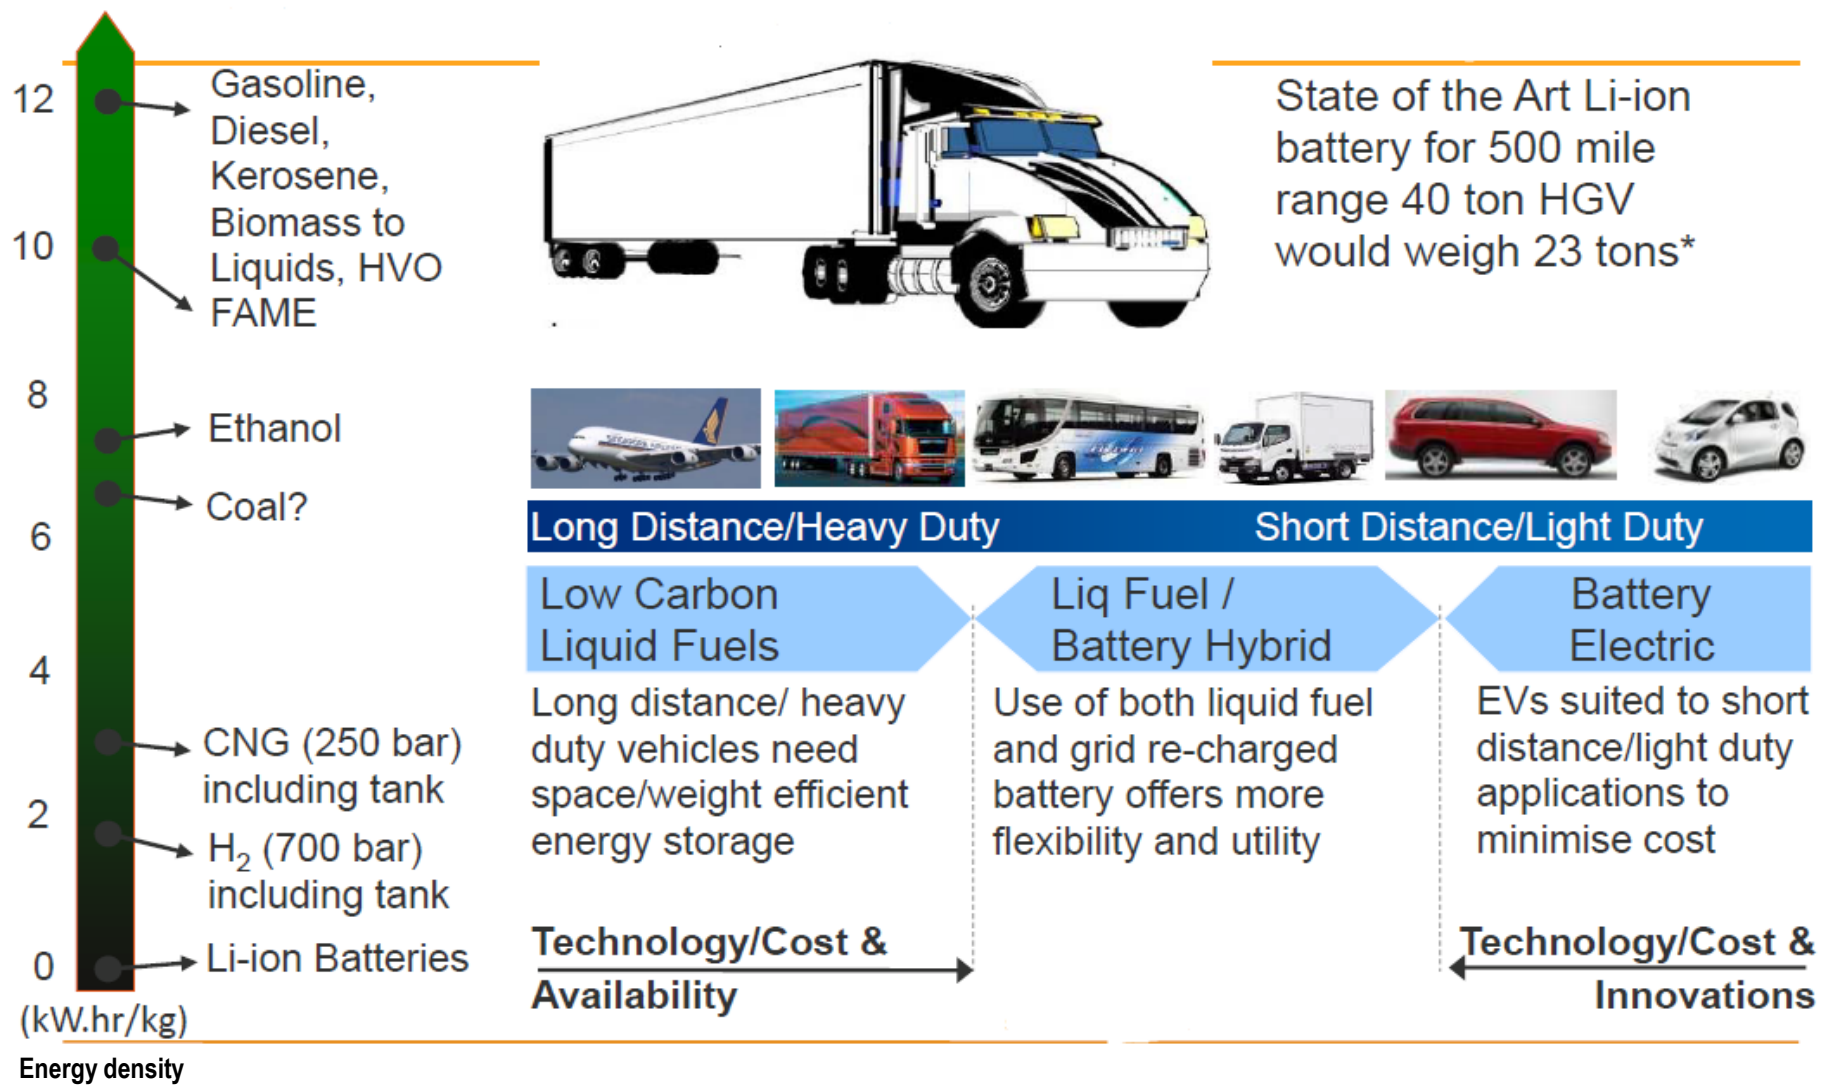 12
10
8
6
4
2
0
(kW.hr/kg)
Energy density
Gasoline,
Diesel,
Kerosene,
Biomass to
Liquids, HVO
FAME
Ethanol
Coal?
CNG (250 bar)
including tank
H₂ (700 bar)
including tank
Li-ion Batteries
State of the Art Li-ion
battery for 500 mile
range 40 ton HGV
would weigh 23 tons*
SINGAPORE AIRLINES
Long Distance/Heavy Duty
Short Distance/Light Duty
Low Carbon
Liquid Fuels
Liq Fuel /
Battery Hybrid
Battery
Electric
Long distance/ heavy
duty vehicles need
space/weight efficient
energy storage
Use of both liquid fuel
and grid re-charged
battery offers more
flexibility and utility
EVs suited to short
distance/light duty
applications to
minimise cost
Technology/Cost &
Availability
Technology/Cost &
Innovations